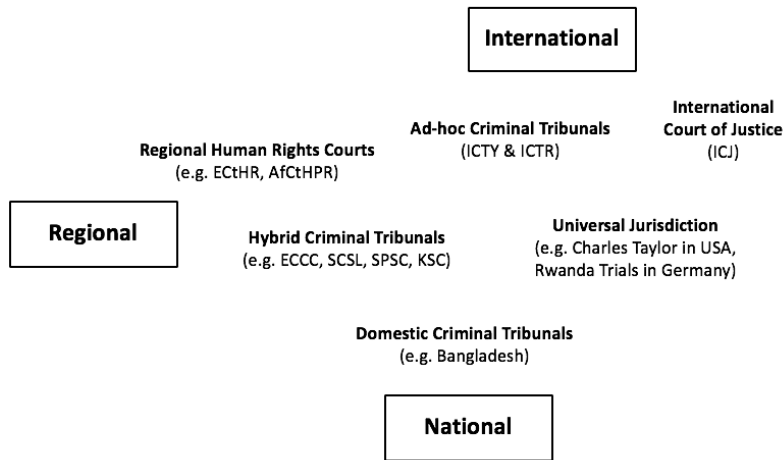 International
International
Court of Justice
(ICJ)
Ad-hoc Criminal Tribunals
(ICTY & ICTR)
Regional Human Rights Courts
(e.g. ECtHR, AfCtHPR)
Regional
Hybrid Criminal Tribunals
(e.g. ECCC, SCSL, SPSC, KSC)
Universal Jurisdiction
(e.g. Charles Taylor in USA,
Rwanda Trials in Germany)
Domestic Criminal Tribunals
(e.g. Bangladesh)
National